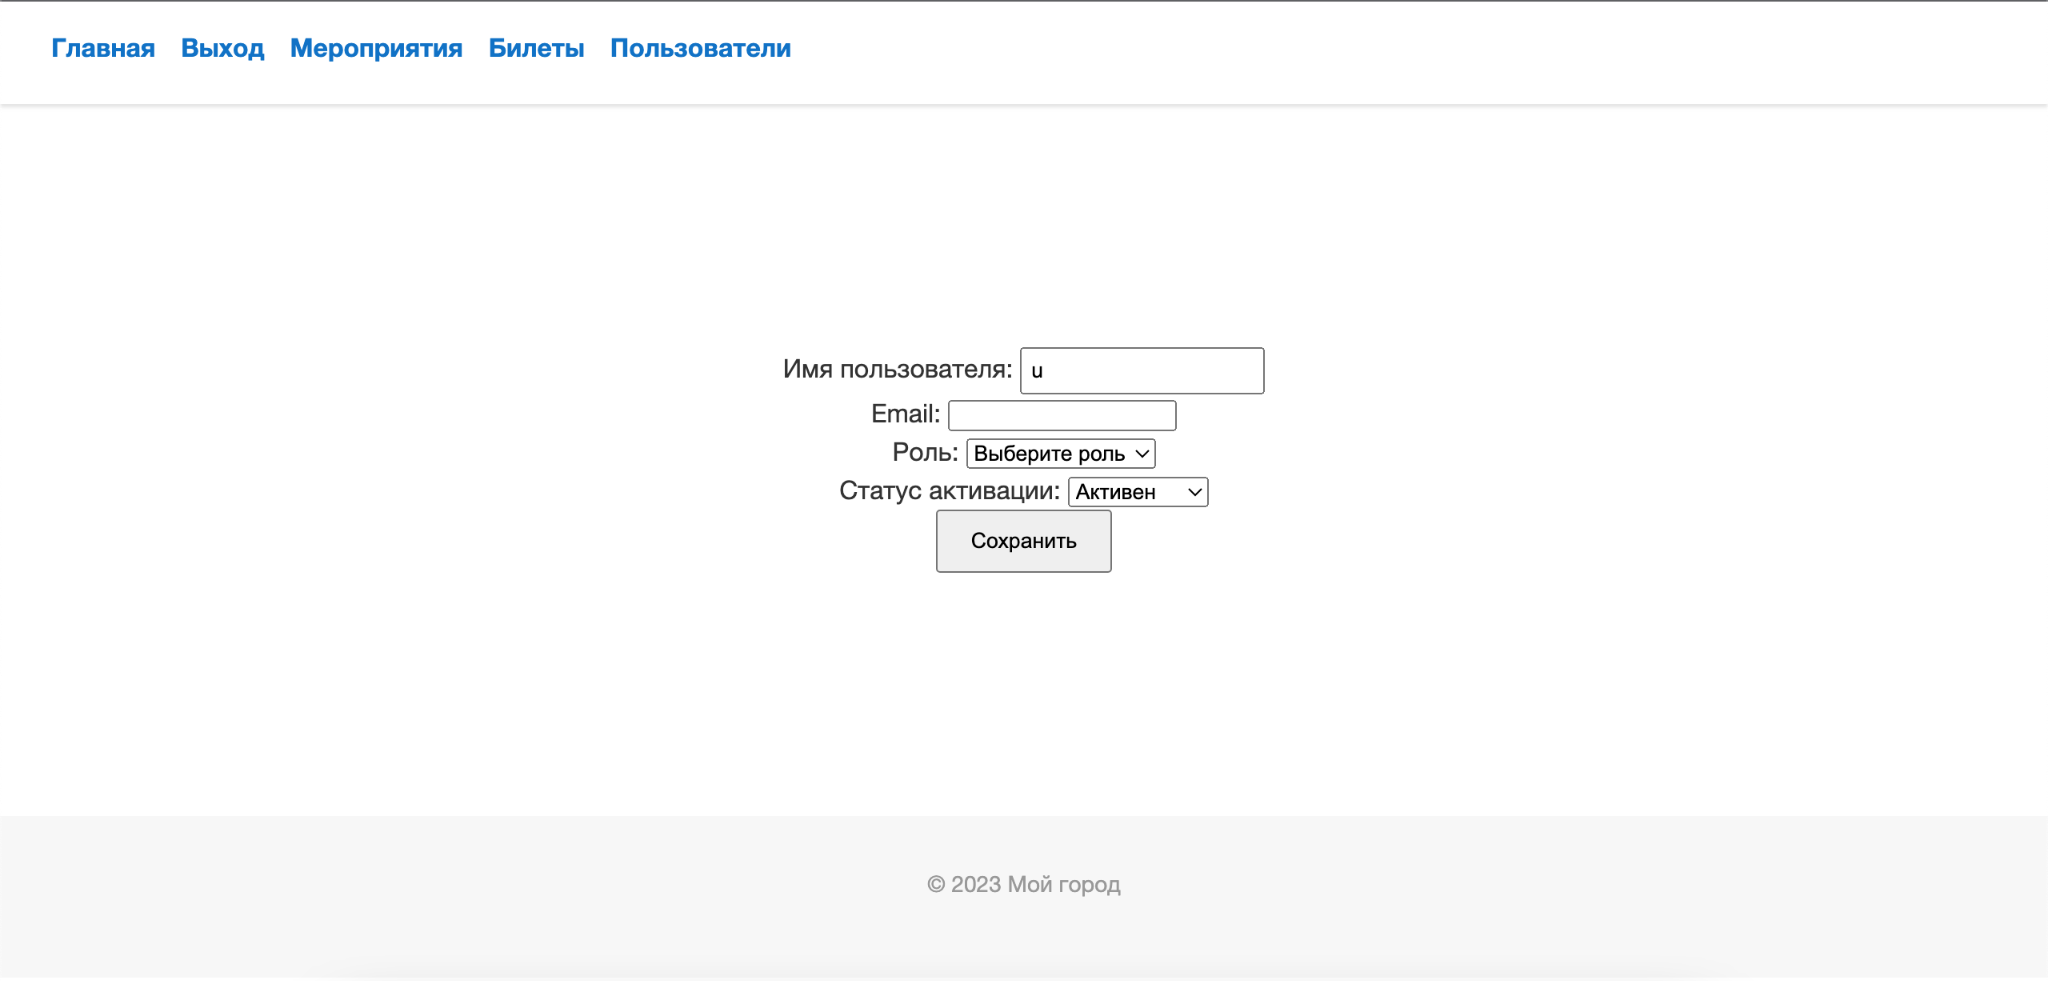 Главная Выход Мероприятия Билеты Пользователи
Имя пользователя: u
Email:
Роль: Выберите роль
Статус активации: Активен
Сохранить
© 2023 Мой город